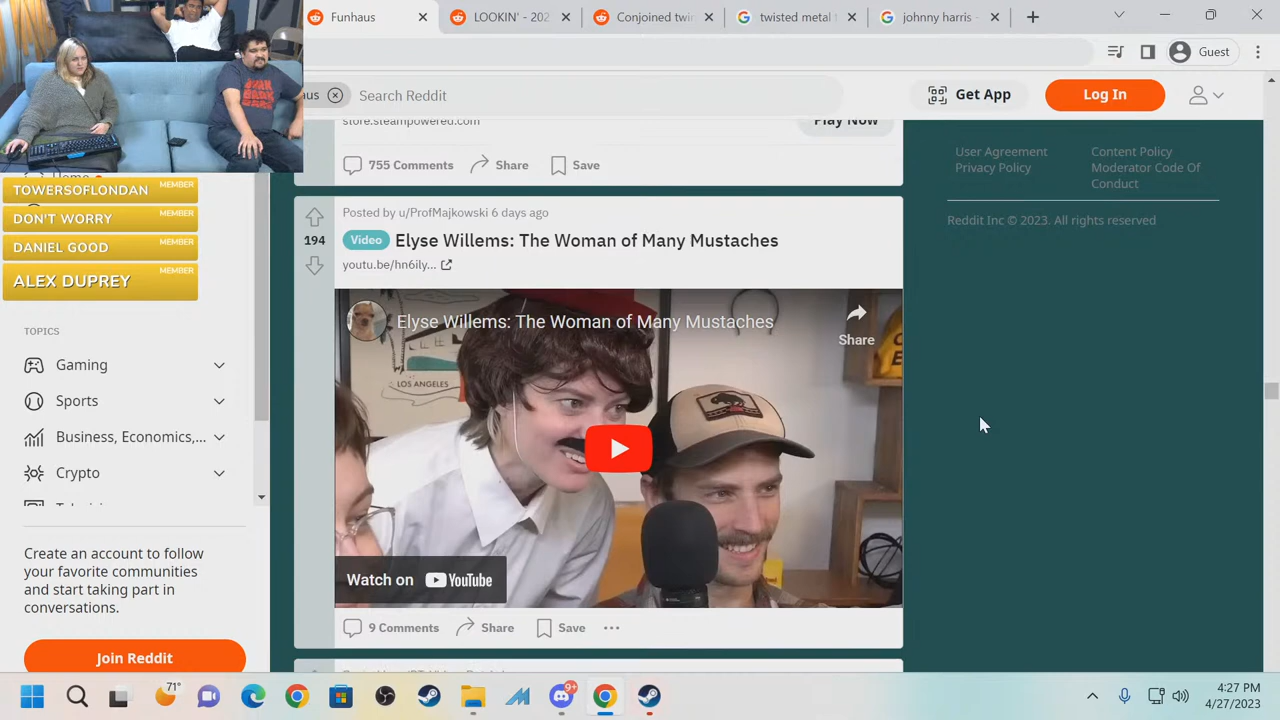 Funhaus
LOOKIN' - 202
Conjoined twi
twisted metal t
johnny harris -
Guest
aus
Search Reddit
Get App
Log In
store.steampowered.com
Play Now
755 Comments
Share
Save
User Agreement
Privacy Policy
Content Policy
Moderator Code Of
Conduct
Reddit Inc © 2023. All rights reserved
TOWERSOFLONDAN MEMBER
DON'T WORRY MEMBER
DANIEL GOOD MEMBER
ALEX DUPREY MEMBER
TOPICS
Gaming
Sports
Business, Economics,...
Crypto
Create an account to follow
your favorite communities
and start taking part in
conversations.
Join Reddit
Posted by u/ProfMajkowski 6 days ago
194
Video Elyse Willems: The Woman of Many Mustaches
youtu.be/hn6ily...
Elyse Willems: The Woman of Many Mustaches
Share
LOS ANGELES
Watch on YouTube
9 Comments
Share
Save
71°
9+
4:27 PM
4/27/2023